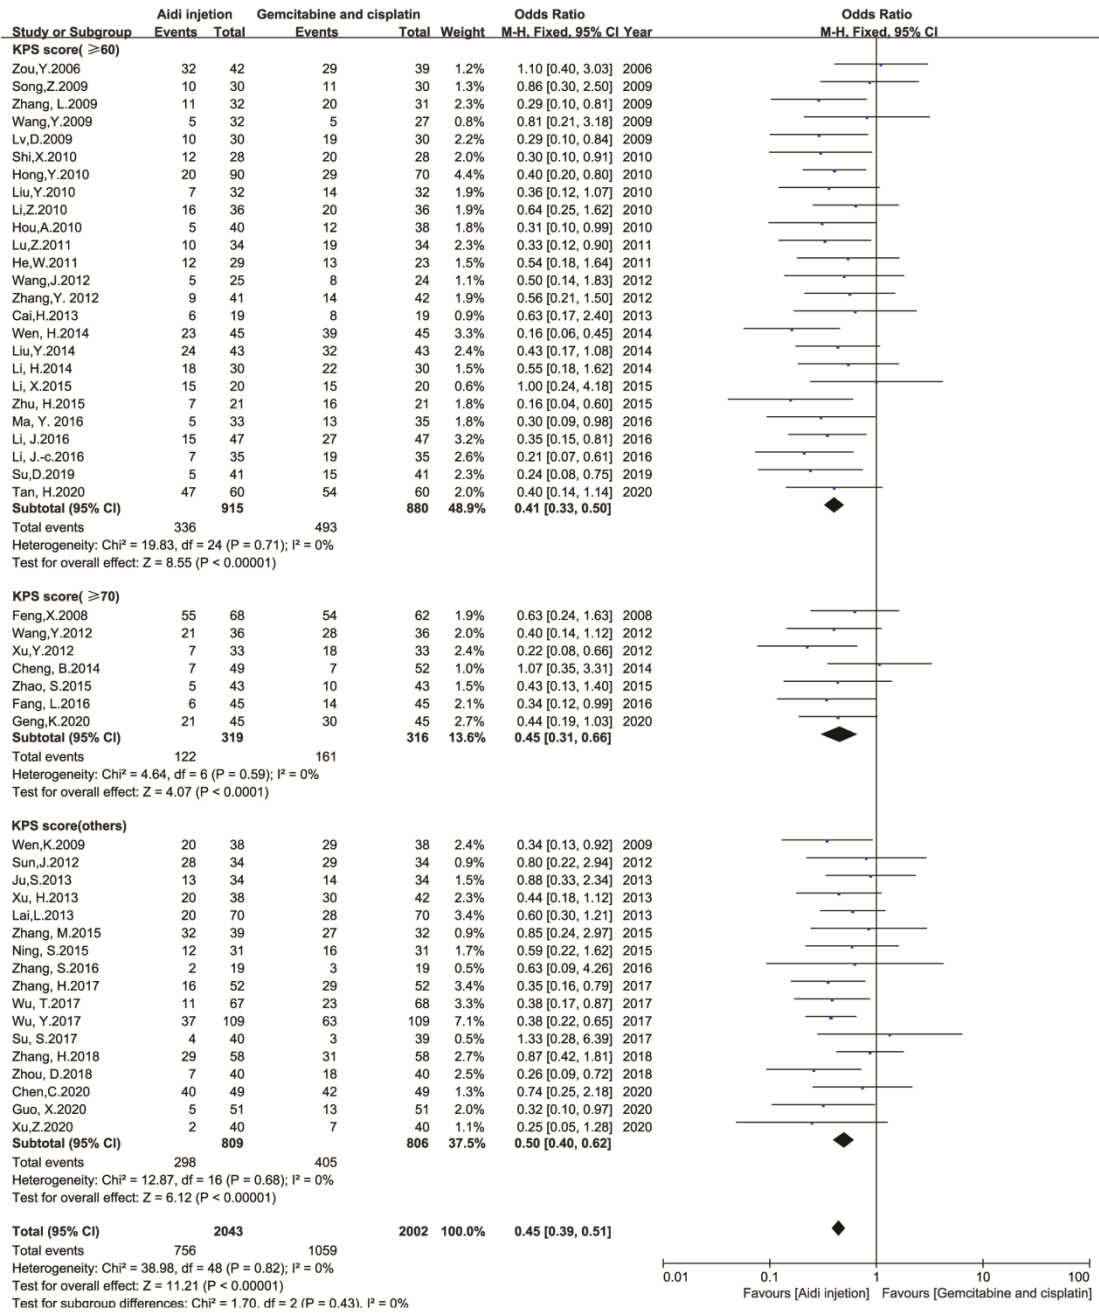 Aidi injetion Gemcitabine and cisplatin Odds Ratio Odds Ratio
Study or Subgroup Events Total Events Total Weight M-H, Fixed, 95% CI Year M-H, Fixed, 95% CI
KPS score( ≥60)
Zou,Y.2006 32 42 29 39 1.2% 1.10 [0.40, 3.03] 2006
Song,Z.2009 10 30 11 30 1.3% 0.86 [0.30, 2.50] 2009
Zhang, L.2009 11 32 20 31 2.3% 0.29 [0.10, 0.81] 2009
Wang,Y.2009 5 32 5 27 0.8% 0.81 [0.21, 3.18] 2009
Lv,D.2009 10 30 19 30 2.2% 0.29 [0.10, 0.84] 2009
Shi,X.2010 12 28 20 28 2.0% 0.30 [0.10, 0.91] 2010
Hong,Y.2010 20 90 29 70 4.4% 0.40 [0.20, 0.80] 2010
Liu,Y.2010 7 32 14 32 1.9% 0.36 [0.12, 1.07] 2010
Li,Z.2010 16 36 20 36 1.9% 0.64 [0.25, 1.62] 2010
Hou,A.2010 5 40 12 38 1.8% 0.31 [0.10, 0.99] 2010
Lu,Z.2011 10 34 19 34 2.3% 0.33 [0.12, 0.90] 2011
He,W.2011 12 29 13 23 1.4% 0.54 [0.18, 1.64] 2011
Wang,J.2012 5 25 8 24 1.1% 0.50 [0.14, 1.83] 2012
Zhang,Y. 2012 9 41 14 42 1.9% 0.56 [0.21, 1.50] 2012
Cai,H.2013 6 19 8 19 0.9% 0.63 [0.17, 2.40] 2013
Wen, H.2014 23 45 39 45 3.3% 0.16 [0.06, 0.45] 2014
Liu,Y.2014 24 43 32 43 2.4% 0.43 [0.17, 1.08] 2014
Li, H.2014 18 30 22 30 1.5% 0.55 [0.18, 1.62] 2014
Li, X.2015 15 20 15 20 0.6% 1.00 [0.24, 4.18] 2015
Zhu, H.2015 7 21 16 21 1.8% 0.16 [0.04, 0.60] 2015
Ma, Y. 2016 5 33 13 35 1.8% 0.30 [0.09, 0.98] 2016
Li, J.2016 15 47 27 47 3.2% 0.35 [0.15, 0.81] 2016
Li, J.-c.2016 7 35 19 35 2.6% 0.21 [0.07, 0.61] 2016
Su,D.2019 5 41 15 41 2.3% 0.24 [0.08, 0.75] 2019
Tan, H.2020 47 60 54 60 2.0% 0.40 [0.14, 1.14] 2020
Subtotal (95% CI) 915 880 48.9% 0.41 [0.33, 0.50]
Total events 336 493
Heterogeneity: Chi² = 19.83, df = 24 (P = 0.71); I² = 0%
Test for overall effect: Z = 8.55 (P < 0.00001)
KPS score( ≥70)
Feng,X.2008 55 68 54 62 1.9% 0.63 [0.24, 1.63] 2008
Wang,Y.2012 21 36 28 36 2.0% 0.40 [0.14, 1.12] 2012
Xu,Y.2012 7 33 18 33 2.5% 0.22 [0.08, 0.66] 2012
Cheng, B.2014 7 49 7 52 1.0% 1.07 [0.35, 3.31] 2014
Zhao, S.2015 5 43 10 43 1.5% 0.43 [0.13, 1.40] 2015
Fang, L.2016 6 45 14 45 2.1% 0.34 [0.12, 0.99] 2016
Geng,K.2020 21 45 30 45 2.7% 0.44 [0.19, 1.03] 2020
Subtotal (95% CI) 319 316 13.6% 0.45 [0.31, 0.66]
Total events 122 161
Heterogeneity: Chi² = 4.64, df = 6 (P = 0.59); I² = 0%
Test for overall effect: Z = 4.07 (P < 0.0001)
KPS score(others)
Wen,K.2009 20 38 29 38 2.4% 0.34 [0.13, 0.92] 2009
Sun,J.2012 28 34 29 34 0.9% 0.80 [0.22, 2.94] 2012
Ju,S.2013 13 34 14 34 1.5% 0.88 [0.33, 2.34] 2013
Xu, H.2013 20 38 30 42 2.4% 0.44 [0.18, 1.12] 2013
Lai,L.2013 20 70 28 70 3.4% 0.60 [0.30, 1.21] 2013
Zhang, M.2015 32 39 27 32 0.9% 0.85 [0.24, 2.97] 2015
Ning, S.2015 12 31 16 31 1.7% 0.59 [0.22, 1.62] 2015
Zhang, S.2016 2 19 3 19 0.5% 0.63 [0.09, 4.26] 2016
Zhang, H.2017 16 52 29 52 3.4% 0.35 [0.16, 0.79] 2017
Wu, T.2017 11 67 23 68 3.3% 0.38 [0.17, 0.87] 2017
Wu, Y.2017 37 109 63 109 7.1% 0.38 [0.22, 0.65] 2017
Su, S.2017 4 40 3 39 0.5% 1.33 [0.28, 6.39] 2017
Zhang, H.2018 29 58 31 58 2.7% 0.87 [0.42, 1.81] 2018
Zhou, D.2018 7 40 18 40 2.6% 0.26 [0.09, 0.72] 2018
Chen,C.2020 40 49 42 49 1.3% 0.74 [0.25, 2.18] 2020
Guo, X.2020 5 51 13 51 2.0% 0.32 [0.10, 0.97] 2020
Xu,Z.2020 2 40 7 40 1.1% 0.25 [0.05, 1.28] 2020
Subtotal (95% CI) 809 806 37.5% 0.50 [0.40, 0.62]
Total events 298 405
Heterogeneity: Chi² = 12.87, df = 16 (P = 0.68); I² = 0%
Test for overall effect: Z = 6.12 (P < 0.00001)
Total (95% CI) 2043 2002 100.0% 0.45 [0.39, 0.51]
Total events 756 1059
Heterogeneity: Chi² = 38.98, df = 48 (P = 0.82); I² = 0%
Test for overall effect: Z = 11.21 (P < 0.00001)
Test for subgroup differences: Chi² = 1.70, df = 2 (P = 0.43), I² = 0%
0.01 0.1 1 10 100
Favours [Aidi injection] Favours [Gemcitabine and cisplatin]